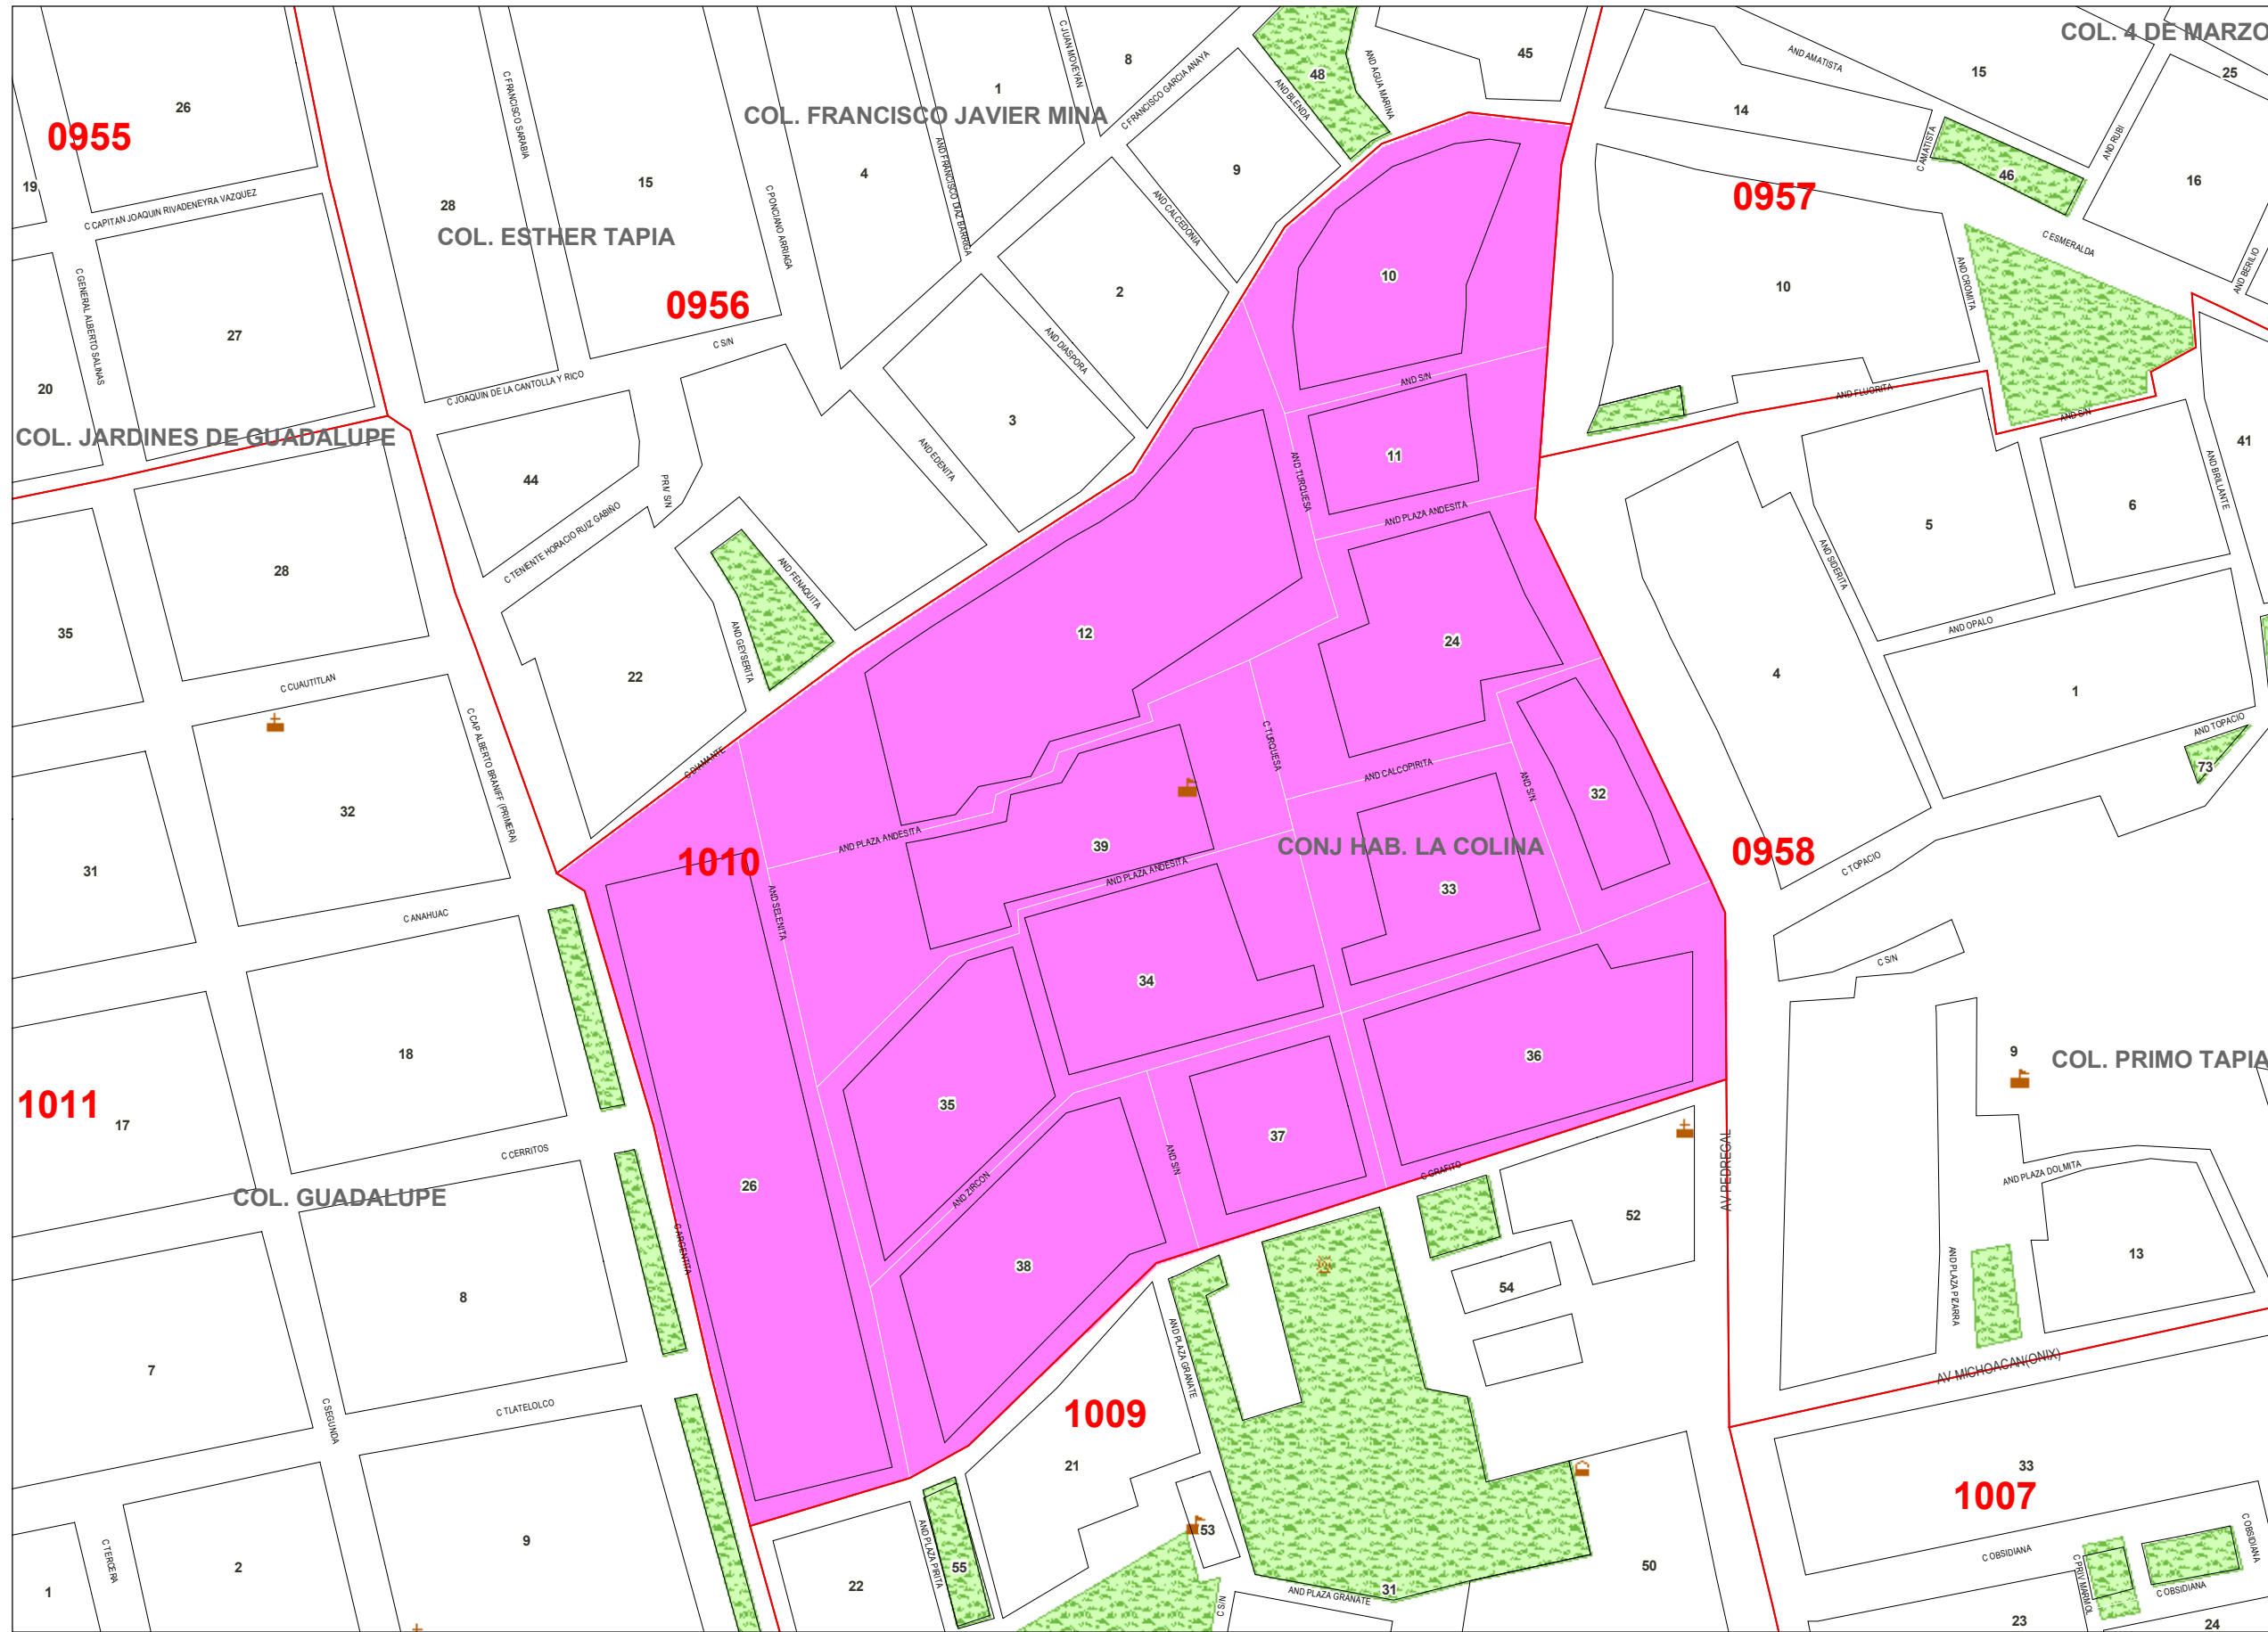 COL. 4 DE MARZO
C JUAN MOVEYAN
8
45
AND AMATISTA
15
25
48
C FRANCISCO SARABIA
1
26
COL. FRANCISCO JAVIER MINA
C FRANCISCO GARCIA ANAYA
AND BLENDA
AND AGUA MARINA
14
0955
C AMATISTA
AND RUBI
19
15
4
9
46
16
C CAPITAN JOAQUIN RIVADENEYRA VAZQUEZ
28
C PONCIANO ARRIAGA
AND FRANCISCO DIAZ BARRIGA
AND CALCEDONIA
0957
COL. ESTHER TAPIA
C ESMERALDA
C GENERAL ALBERTO SALINAS
0956
2
10
10
AND CROMITA
AND BERILIO
27
C S/N
AND DIASPORA
20
C JOAQUIN DE LA CANTOLLA Y RICO
AND S/N
AND FLUORITA
AND S/N
3
COL. JARDINES DE GUADALUPE
AND EDENITA
11
41
44
PRIV S/N
AND TURQUESA
AND BRILLANTE
C TENIENTE HORACIO RUIZ GABIÑO
AND PLAZA ANDESITA
5
6
28
AND FENAQUITA
AND SIDERITA
35
AND GEYSERITA
12
24
AND OPALO
22
4
1
C CUAUTITLAN
C CAP ALBERTO BRANIFF (PRIMERA)
C TURQUESA
AND TOPACIO
C DIAMANTE
AND CALCOPIRITA
AND S/N
73
32
32
AND PLAZA ANDESITA
39
CONJ HAB. LA COLINA
0958
31
1010
AND PLAZA ANDESITA
C TOPACIO
33
C ANAHUAC
AND SELENITA
C S/N
34
18
36
9
COL. PRIMO TAPIA
1011
17
35
37
C CERRITOS
AND S/N
AV PEDREGAL
AND PLAZA DOLMITA
COL. GUADALUPE
26
AND ZIRCON
C GRAFITO
52
C ARGENTITA
13
38
54
8
AND PLAZA PIZARRA
7
AND PLAZA GRANATE
AV MICHOACAN(ONIX)
C SEGUNDA
C TLATELOLCO
1009
21
33
1007
9
53
C OBSIDIANA
C OBSIDIANA
C TERCERA
2
AND PLAZA PIRITA
55
50
C PRIV MARMOL
1
22
31
AND PLAZA GRANATE
C S/N
C OBSIDIANA
23
24